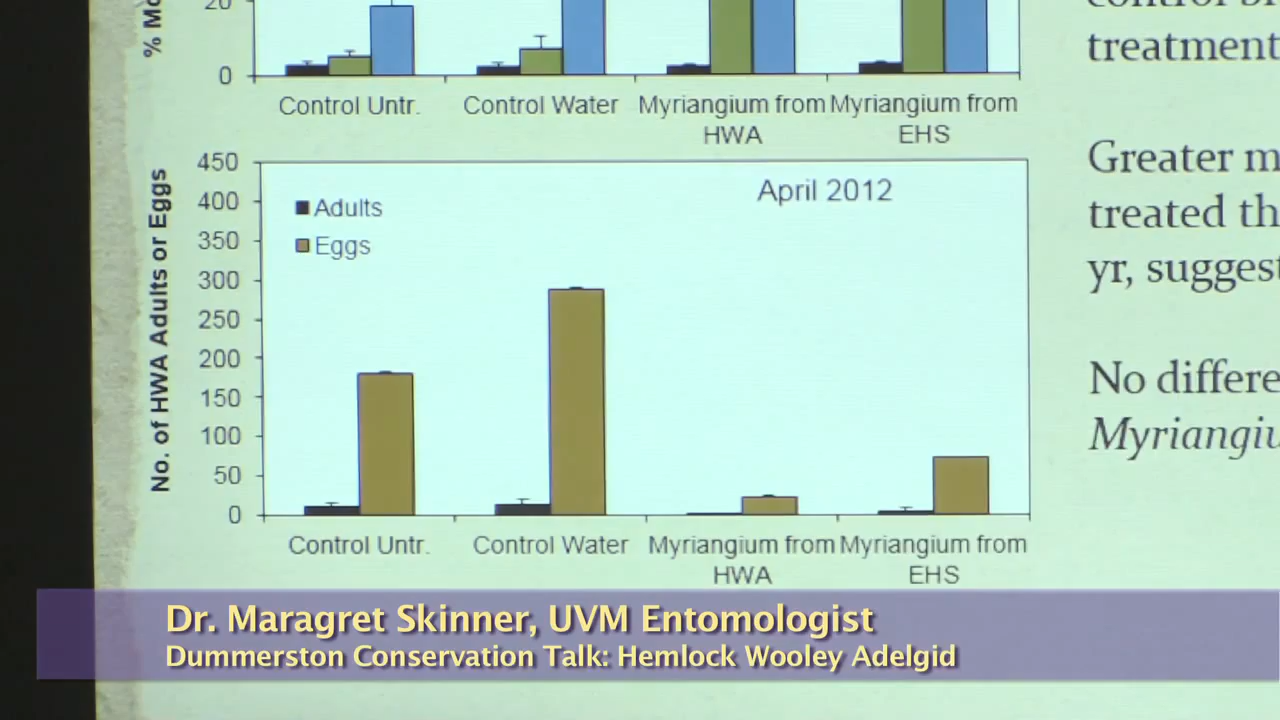 20
% Mo
0
Control Untr.
Control Water
Myriangium from HWA
Myriangium from EHS
treatment
Greater m
treated th
yr, suggest
No differe
Myriangiu
No. of HWA Adults or Eggs
450
400
350
300
250
200
150
100
50
0
April 2012
Adults
Eggs
Control Untr.
Control Water
Myriangium from HWA
Myriangium from EHS
Dr. Maragret Skinner, UVM Entomologist
Dummerston Conservation Talk: Hemlock Wooley Adelgid